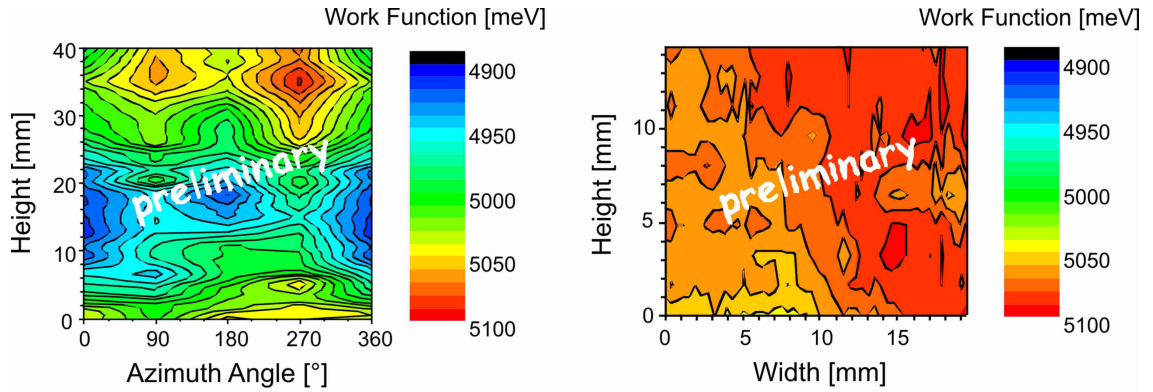 Work Function [meV]
40
30
20
10
0
Height [mm]
0 90 180 270 360
Azimuth Angle [°]
4900
4950
5000
5050
5100
preliminary
Work Function [meV]
10
5
0
Height [mm]
0 5 10 15
Width [mm]
4900
4950
5000
5050
5100
preliminary